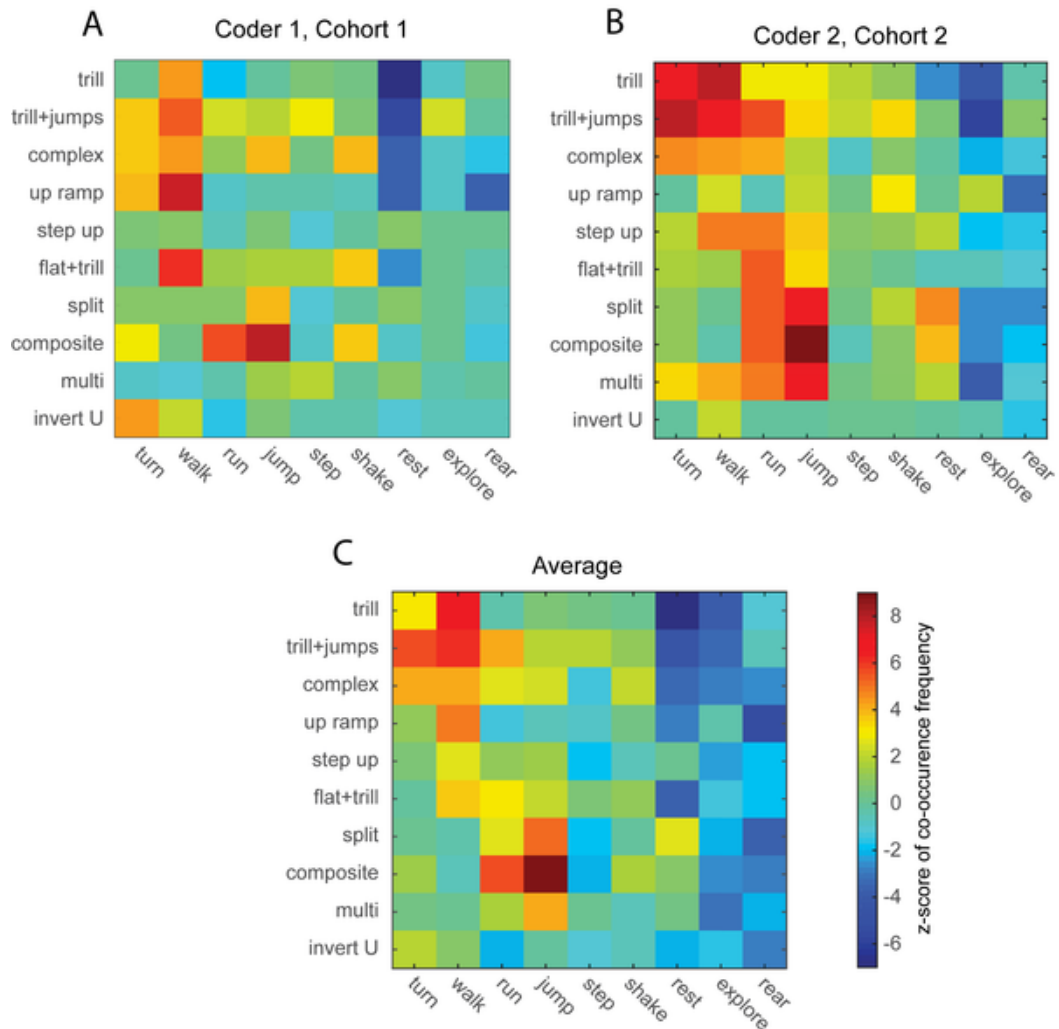 A
Coder 1, Cohort 1
trill
trill+jumps
complex
up ramp
step up
flat+trill
split
composite
multi
invert U
turn
walk
run
jump
step
shake
rest
explore
rear
B
Coder 2, Cohort 2
trill
trill+jumps
complex
up ramp
step up
flat+trill
split
composite
multi
invert U
turn
walk
run
jump
step
shake
rest
explore
rear
C
Average
trill
trill+jumps
complex
up ramp
step up
flat+trill
split
composite
multi
invert U
turn
walk
run
jump
step
shake
rest
explore
rear
8
6
4
2
0
-2
-4
-6
z-score of co-occurence frequency